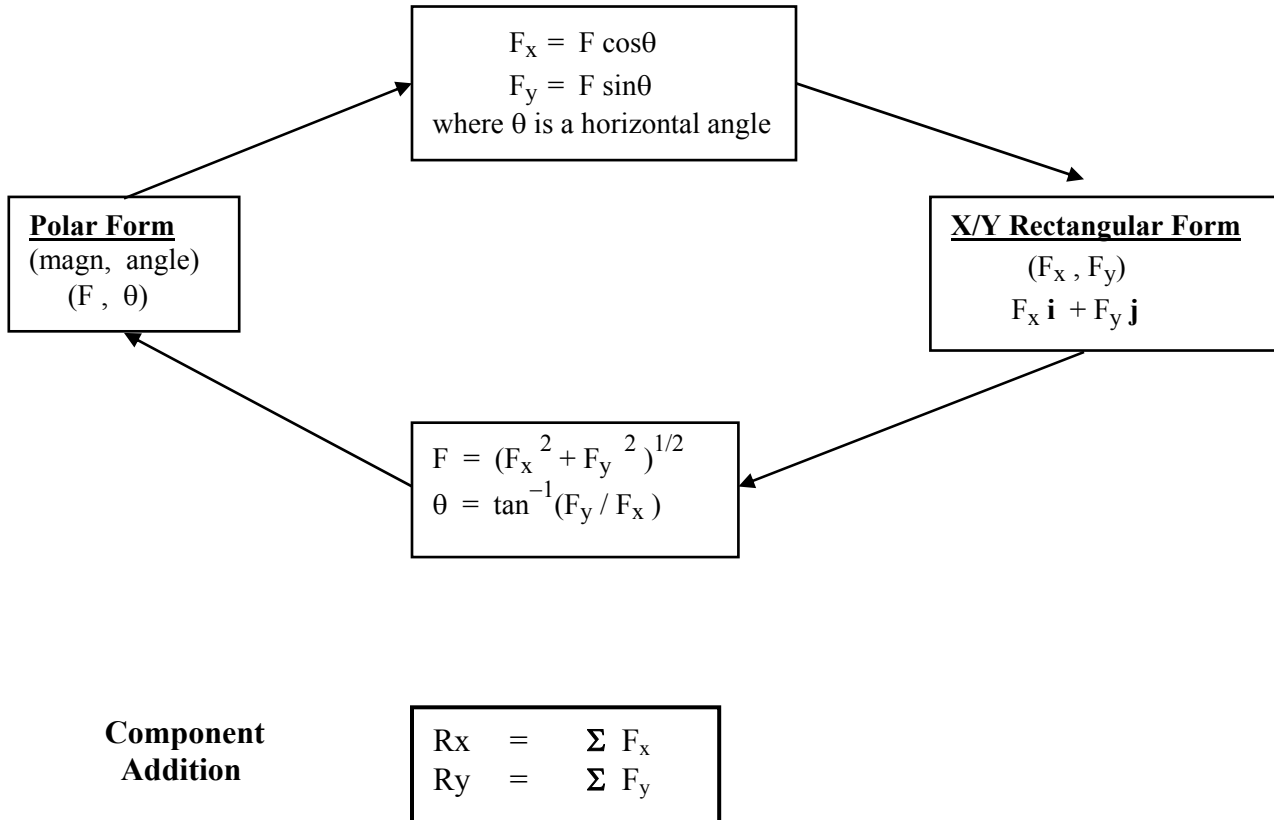 Fx = F cosθ
Fy = F sinθ
where θ is a horizontal angle
Polar Form
(magn, angle)
(F , θ)
X/Y Rectangular Form
(Fx , Fy)
Fx i + Fy j
F = (Fx 2 + Fy 2 )1/2
θ = tan−1(Fy / Fx )
Component
Addition
Rx = Σ Fx
Ry = Σ Fy